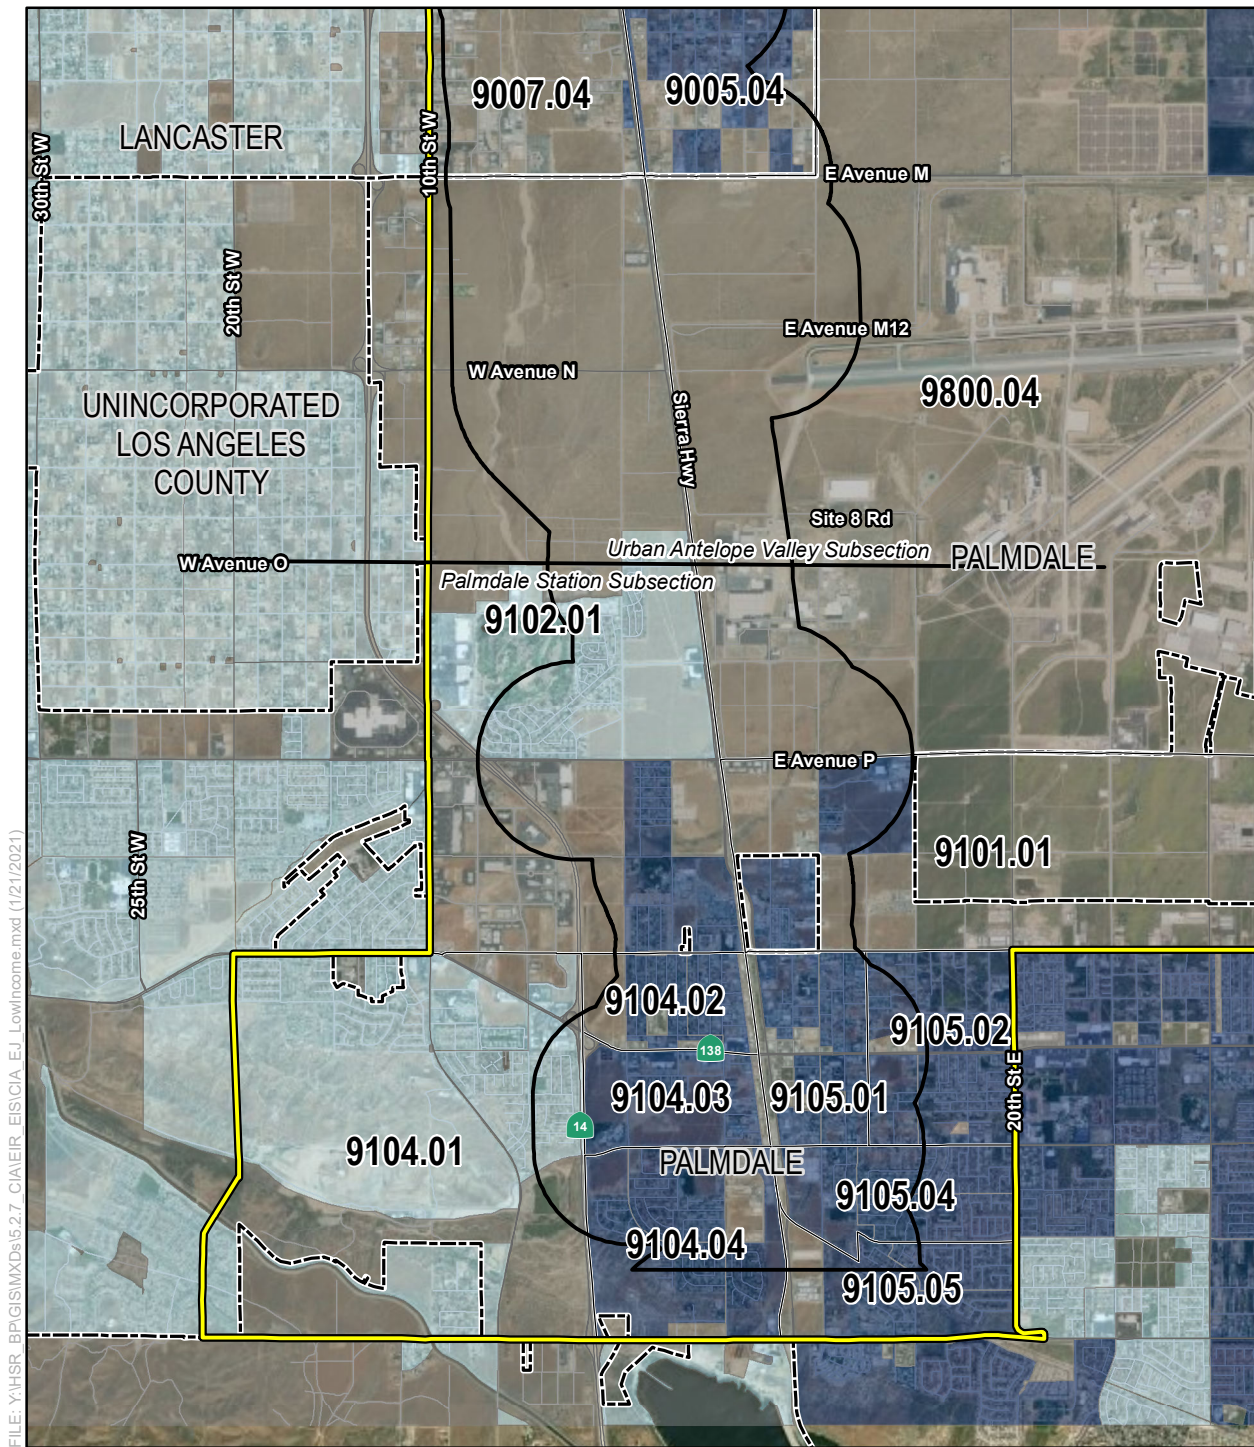 9007.04
9005.04
LANCASTER
10th St W
30th St W
E Avenue M
20th St W
E Avenue M12
W Avenue N
9800.04
UNINCORPORATED
LOS ANGELES
COUNTY
Sierra Hwy
Site 8 Rd
Urban Antelope Valley Subsection
PALMDALE
W Avenue O
Palmdale Station Subsection
9102.01
E Avenue P
9101.01
25th St W
9104.02
9105.02
138
20th St E
9104.03
9105.01
14
9104.01
PALMDALE
9105.04
9104.04
9105.05
FILE: Y:\HSR_BP\GIS\MXDs\5.2.7_CIA\EIR_EIS\CIA_EJ_LowIncome.mxd (1/21/2021)